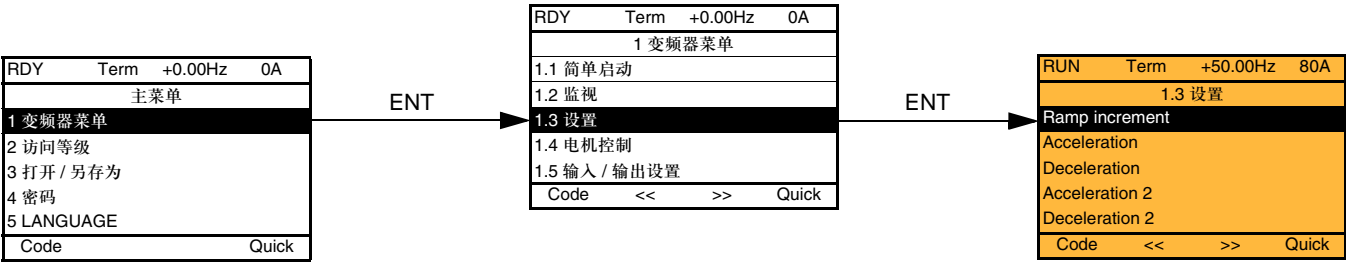 RDY Term +0.00Hz 0A
主菜单
1 变频器菜单
2 访问等级
3 打开 / 另存为
4 密码
5 LANGUAGE
Code Quick
ENT
RDY Term +0.00Hz 0A
1 变频器菜单
1.1 简单启动
1.2 监视
1.3 设置
1.4 电机控制
1.5 输入 / 输出设置
Code << >> Quick
ENT
RUN Term +50.00Hz 80A
1.3 设置
Ramp increment
Acceleration
Deceleration
Acceleration 2
Deceleration 2
Code << >> Quick